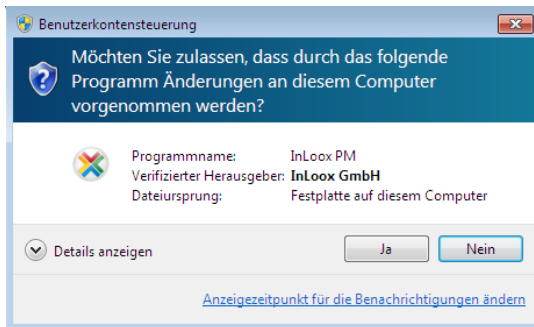 Benutzerkontensteuerung
Möchten Sie zulassen, dass durch das folgende
Programm Änderungen an diesem Computer
vorgenommen werden?
Programmname: InLoox PM
Verifizierter Herausgeber: InLoox GmbH
Dateiursprung: Festplatte auf diesem Computer
Details anzeigen Ja Nein
Anzeigezeitpunkt für die Benachrichtigungen ändern